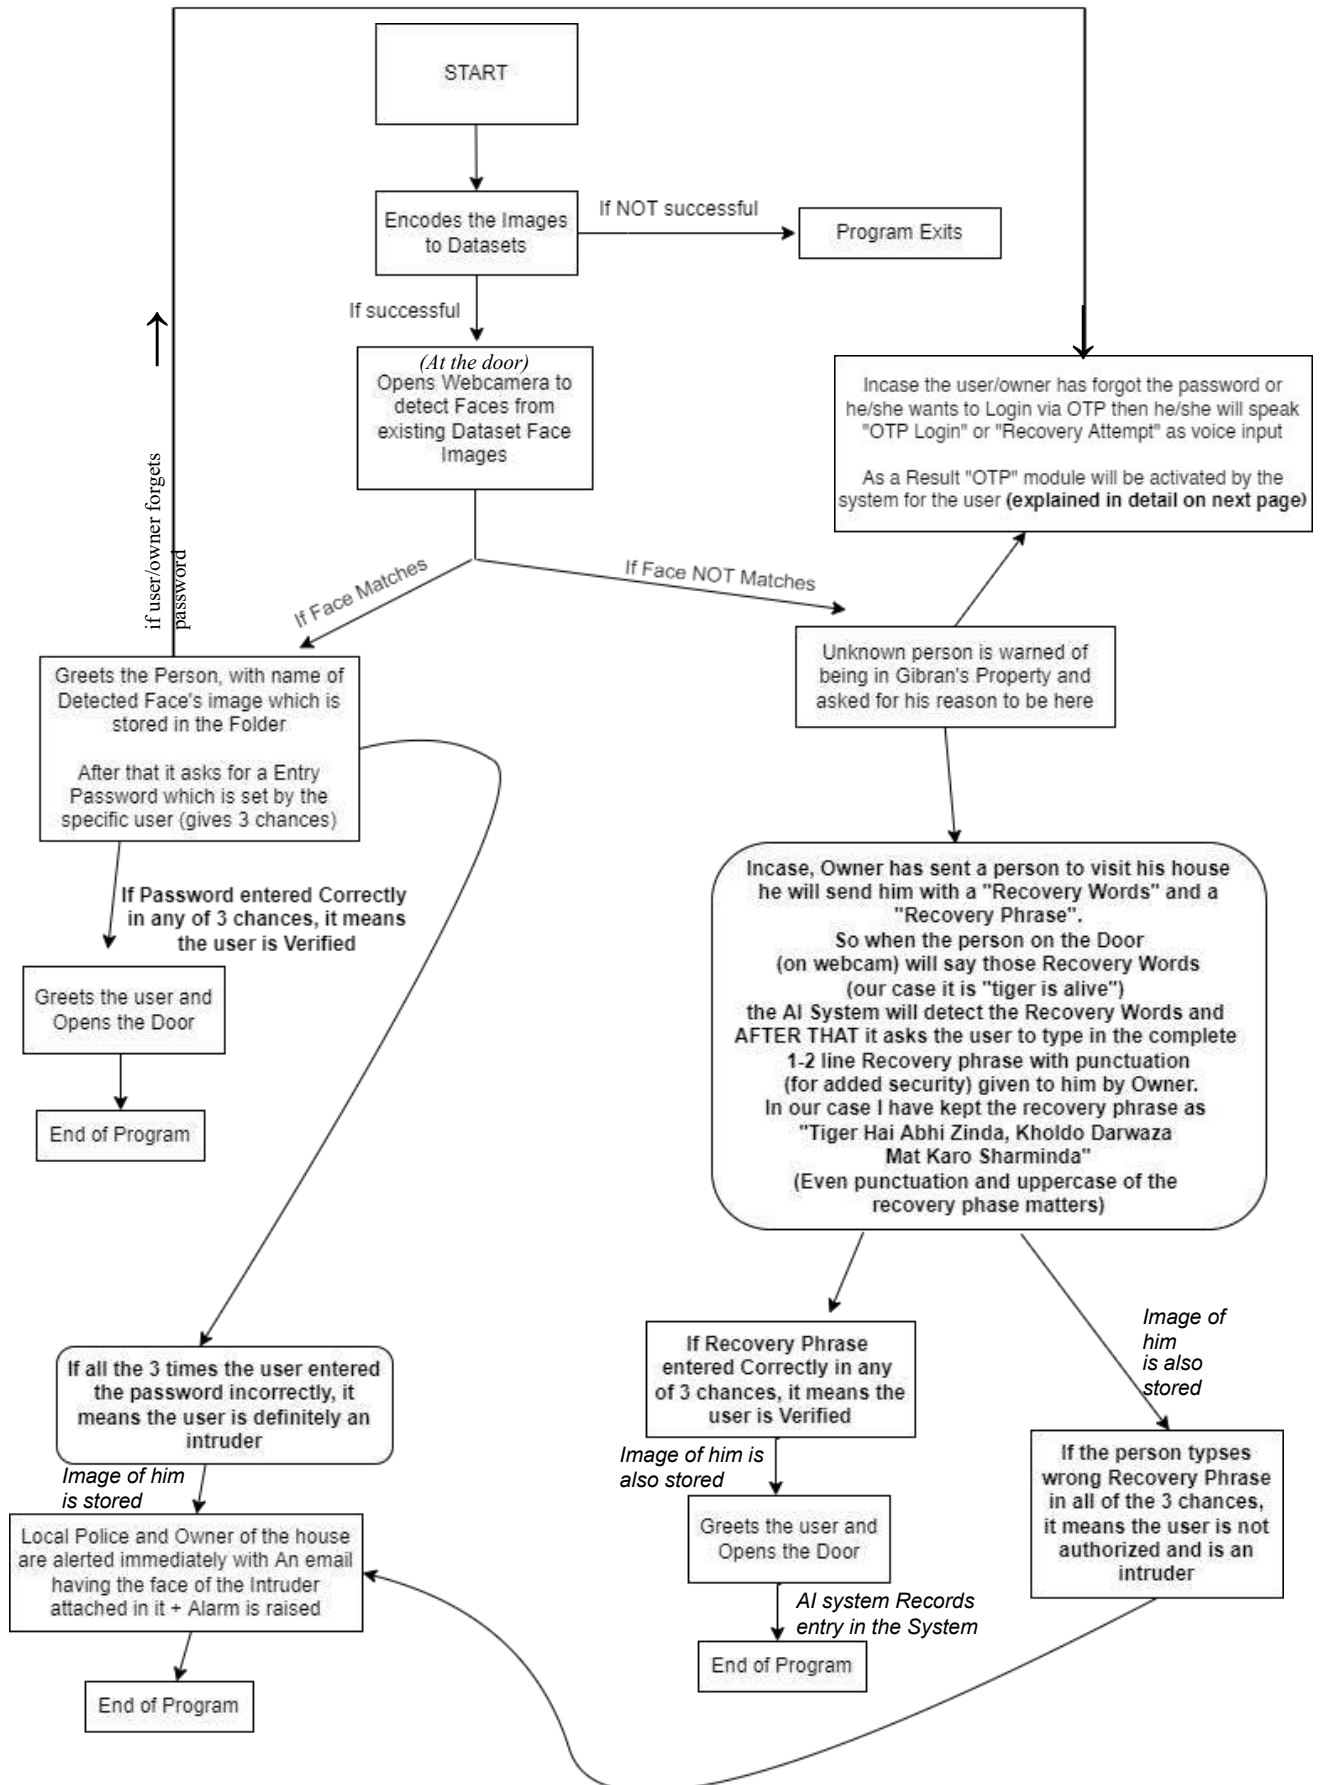 START
Encodes the Images
to Datasets
If NOT successful
Program Exits
If successful
(At the door)
Opens Webcamera to
detect Faces from
existing Dataset Face
Images
Incase the user/owner has forgot the password or
he/she wants to Login via OTP then he/she will speak
"OTP Login" or "Recovery Attempt" as voice input
As a Result "OTP" module will be activated by the
system for the user (explained in detail on next page)
if user/owner forgets
password
If Face Matches
If Face NOT Matches
Greets the Person, with name of
Detected Face's image which is
stored in the Folder
After that it asks for a Entry
Password which is set by the
specific user (gives 3 chances)
Unknown person is warned of
being in Gibran's Property and
asked for his reason to be here
If Password entered Correctly
in any of 3 chances, it means
the user is Verified
Greets the user and
Opens the Door
End of Program
Incase, Owner has sent a person to visit his house
he will send him with a "Recovery Words" and a
"Recovery Phrase".
So when the person on the Door
(on webcam) will say those Recovery Words
(our case it is "tiger is alive")
the AI System will detect the Recovery Words and
AFTER THAT it asks the user to type in the complete
1-2 line Recovery phrase with punctuation
(for added security) given to him by Owner.
In our case I have kept the recovery phrase as
"Tiger Hai Abhi Zinda, Kholdo Darwaza
Mat Karo Sharminda"
(Even punctuation and uppercase of the
recovery phase matters)
If all the 3 times the user entered
the password incorrectly, it
means the user is definitely an
intruder
Image of him
is stored
Local Police and Owner of the house
are alerted immediately with An email
having the face of the Intruder
attached in it + Alarm is raised
End of Program
If Recovery Phrase
entered Correctly in any
of 3 chances, it means the
user is Verified
Image of him is
also stored
Greets the user and
Opens the Door
AI system Records
entry in the System
End of Program
Image of
him
is also
stored
If the person typses
wrong Recovery Phrase
in all of the 3 chances,
it means the user is not
authorized and is an
intruder